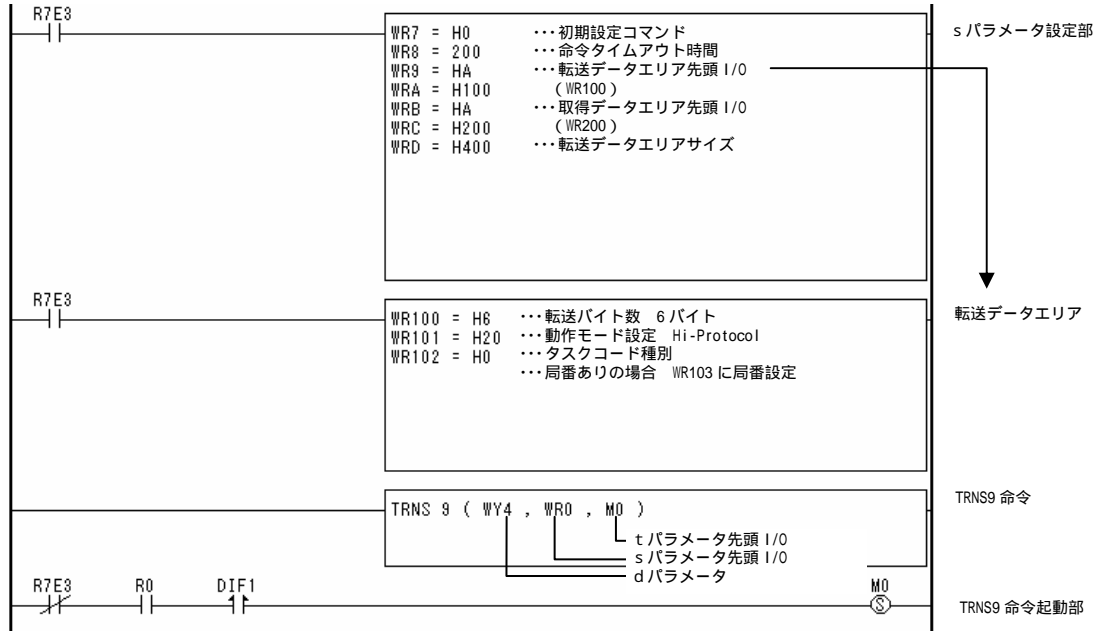 R7E3
WR7 = H0 ･･･初期設定コマンド
WR8 = 200 ･･･命令タイムアウト時間
WR9 = HA ･･･転送データエリア先頭 I/O
WRA = H100 (WR100)
WRB = HA ･･･取得データエリア先頭 I/O
WRC = H200 (WR200)
WRD = H400 ･･･転送データエリアサイズ
s パラメータ設定部
R7E3
WR100 = H6 ･･･転送バイト数 6 バイト
WR101 = H20 ･･･動作モード設定 Hi-Protocol
WR102 = H0 ･･･タスクコード種別
･･･局番ありの場合 WR103 に局番設定
転送データエリア
TRNS 9 ( WY4 , WR0 , M0 )
t パラメータ先頭 I/O
s パラメータ先頭 I/O
d パラメータ
TRNS9 命令
R7E3 R0 DIF1 M0
S
TRNS9 命令起動部